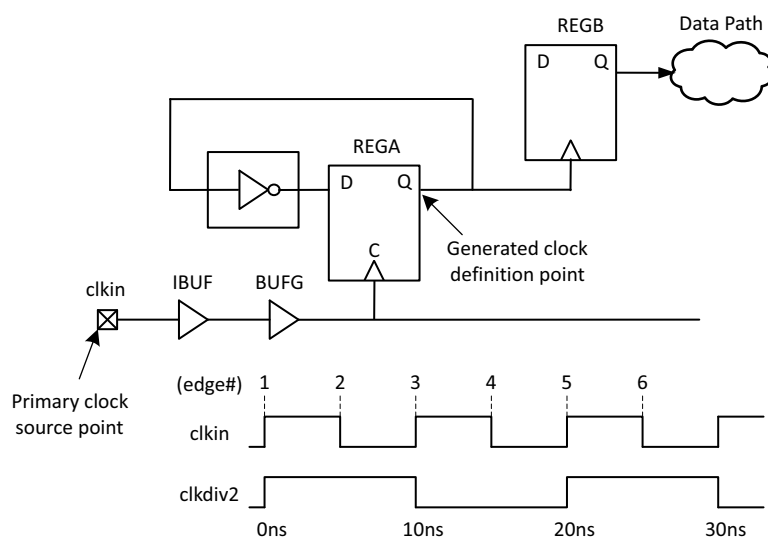 REGB
Data Path
D
Q
REGA
D
Q
C
Generated clock
definition point
clkin
IBUF
BUFG
Primary clock
source point
(edge#) 1 2 3 4 5 6
clkin
clkdiv2
0ns 10ns 20ns 30ns